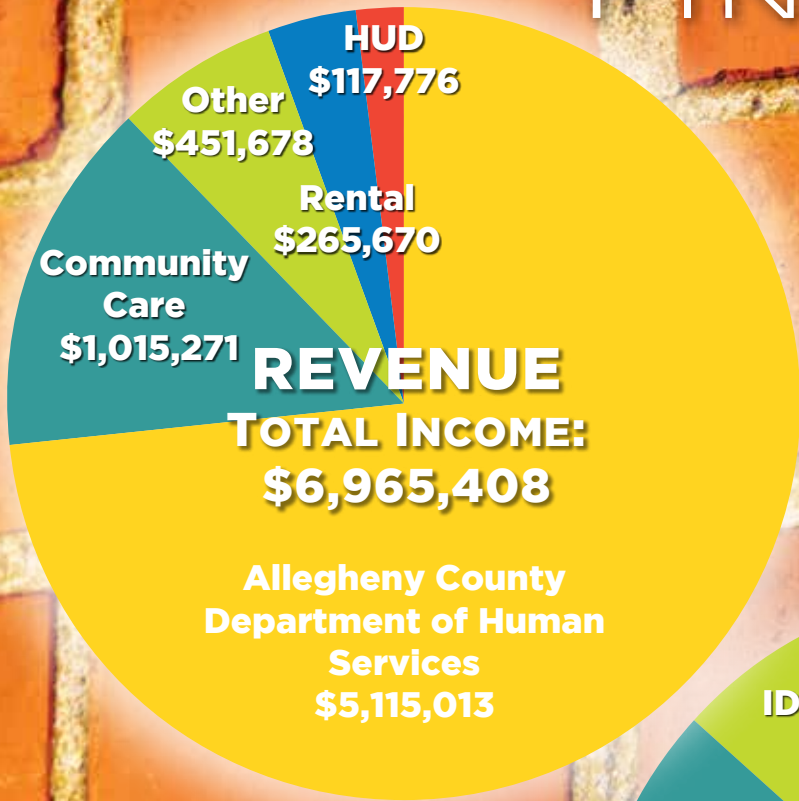 HUD
$117,776
Other
$451,678
Rental
$265,670
Community
Care
$1,015,271
REVENUE
TOTAL INCOME:
$6,965,408
Allegheny County
Department of Human
Services
$5,115,013
ID